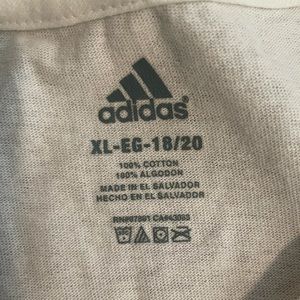 adidas
XL-EG-18/20
100% COTTON
100% ALGODON
MADE IN EL SALVADOR
HECHO EN EL SALVADOR